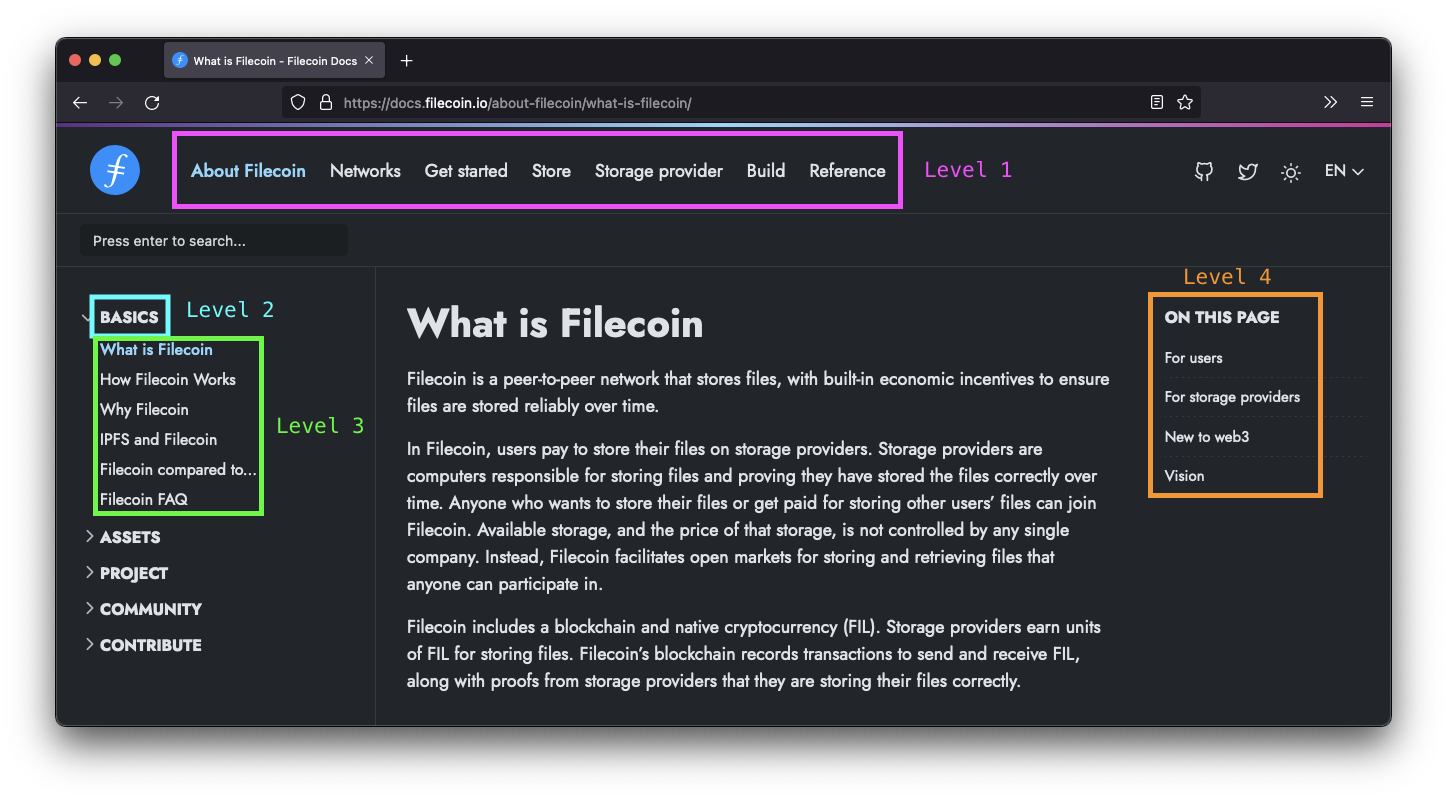 What is Filecoin - Filecoin Docs
https://docs.filecoin.io/about-filecoin/what-is-filecoin/
About Filecoin Networks Get started Store Storage provider Build Reference
Level 1
EN
Press enter to search...
BASICS
Level 2
What is Filecoin
How Filecoin Works
Why Filecoin
IPFS and Filecoin
Filecoin compared to...
Filecoin FAQ
Level 3
ASSETS
PROJECT
COMMUNITY
CONTRIBUTE
What is Filecoin
Filecoin is a peer-to-peer network that stores files, with built-in economic incentives to ensure
files are stored reliably over time.
In Filecoin, users pay to store their files on storage providers. Storage providers are
computers responsible for storing files and proving they have stored the files correctly over
time. Anyone who wants to store their files or get paid for storing other users’ files can join
Filecoin. Available storage, and the price of that storage, is not controlled by any single
company. Instead, Filecoin facilitates open markets for storing and retrieving files that
anyone can participate in.
Filecoin includes a blockchain and native cryptocurrency (FIL). Storage providers earn units
of FIL for storing files. Filecoin’s blockchain records transactions to send and receive FIL,
along with proofs from storage providers that they are storing their files correctly.
Level 4
ON THIS PAGE
For users
For storage providers
New to web3
Vision